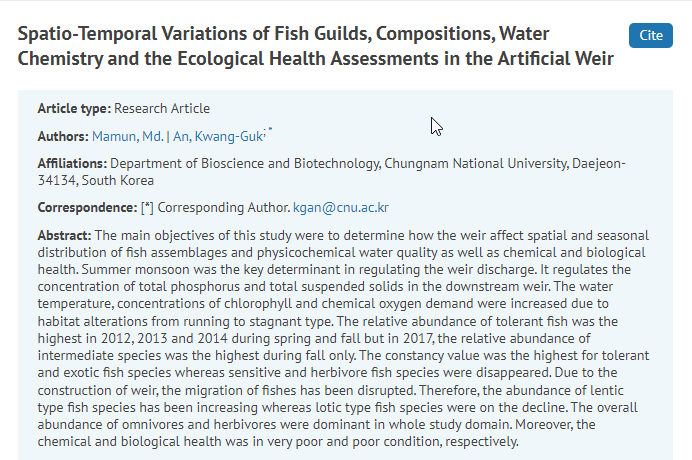 Spatio-Temporal Variations of Fish Guilds, Compositions, Water
Cite
Chemistry and the Ecological Health Assessments in the Artificial Weir
Article type: Research Article
Authors: Mamun, Md. | An, Kwang-Guk; *
Affiliations: Department of Bioscience and Biotechnology, Chungnam National University, Daejeon-
34134, South Korea
Correspondence: [*] Corresponding Author. kgan@cnu.ac.kr
Abstract: The main objectives of this study were to determine how the weir affect spatial and seasonal
distribution of fish assemblages and physicochemical water quality as well as chemical and biological
health. Summer monsoon was the key determinant in regulating the weir discharge. It regulates the
concentration of total phosphorus and total suspended solids in the downstream weir. The water
temperature, concentrations of chlorophyll and chemical oxygen demand were increased due to
habitat alterations from running to stagnant type. The relative abundance of tolerant fish was the
highest in 2012, 2013 and 2014 during spring and fall but in 2017, the relative abundance of
intermediate species was the highest during fall only. The constancy value was the highest for tolerant
and exotic fish species whereas sensitive and herbivore fish species were disappeared. Due to the
construction of weir, the migration of fishes has been disrupted. Therefore, the abundance of lentic
type fish species has been increasing whereas lotic type fish species were on the decline. The overall
abundance of omnivores and herbivores were dominant in whole study domain. Moreover, the
chemical and biological health was in very poor and poor condition, respectively.